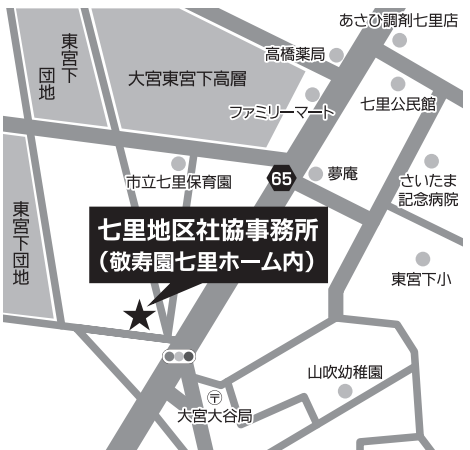 あさひ調剤七里店
高橋薬局
東宮下
団地
大宮東宮下高層
ファミリーマート
七里公民館
市立七里保育園
65
夢庵
さいたま
記念病院
東宮下団地
七里地区社協事務所
（敬寿園七里ホーム内）
東宮下小
山吹幼稚園
〒
大宮大谷局